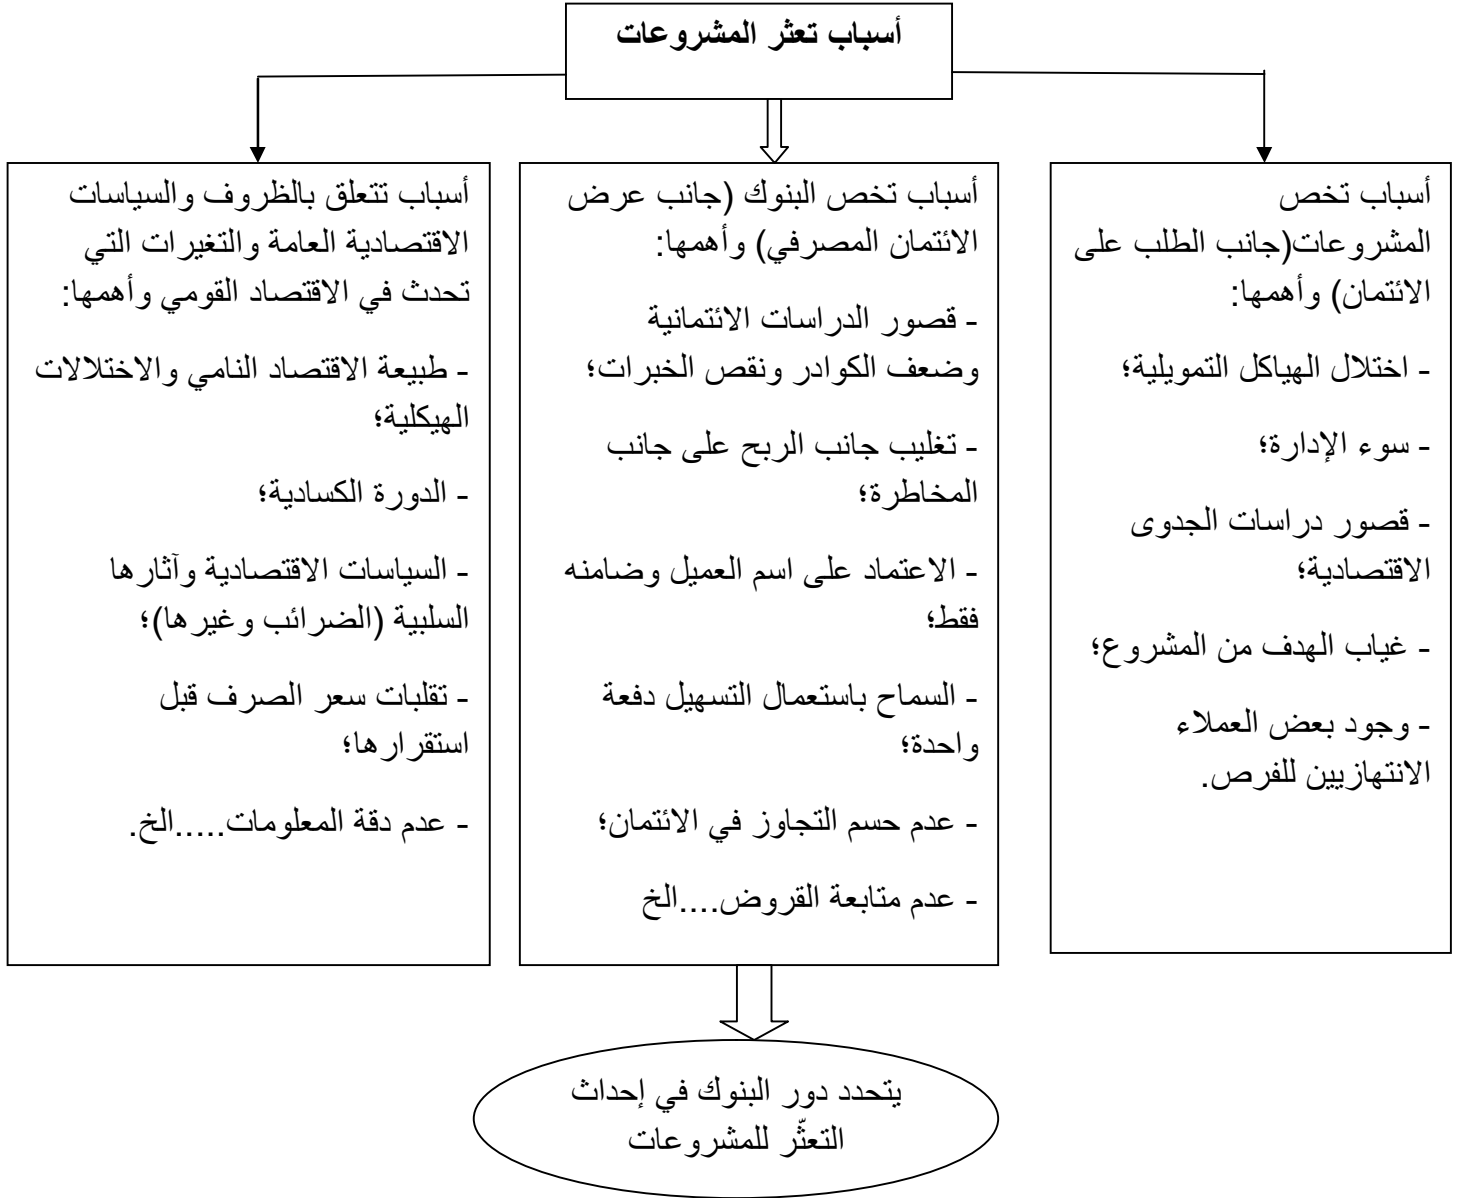 أسباب تعثر المشروعات
أسباب تخص
المشروعات(جانب الطلب على
الائتمان) وأهمها:
- اختلال الهياكل التمويلية؛
- سوء الإدارة؛
- قصور دراسات الجدوى
الاقتصادية؛
- غياب الهدف من المشروع؛
- وجود بعض العملاء
الانتهازيين للفرص.
أسباب تخص البنوك (جانب عرض
الائتمان المصرفي) وأهمها:
- قصور الدراسات الائتمانية
وضعف الكوادر ونقص الخبرات؛
- تغليب جانب الربح على جانب
المخاطرة؛
- الاعتماد على اسم العميل وضامنه
فقط؛
- السماح باستعمال التسهيل دفعة
واحدة؛
- عدم حسم التجاوز في الائتمان؛
- عدم متابعة القروض....الخ
أسباب تتعلق بالظروف والسياسات
الاقتصادية العامة والتغيرات التي
تحدث في الاقتصاد القومي وأهمها:
- طبيعة الاقتصاد النامي والاختلالات
الهيكلية؛
- الدورة الكسادية؛
- السياسات الاقتصادية وآثارها
السلبية (الضرائب وغيرها)؛
- تقلبات سعر الصرف قبل
استقرارها؛
- عدم دقة المعلومات.....الخ.
يتحدد دور البنوك في إحداث
التعثّر للمشروعات